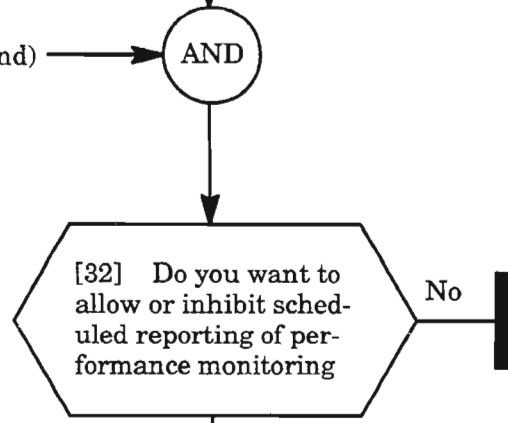 nd)
AND
[32] Do you want to
allow or inhibit sched-
uled reporting of per-
formance monitoring
No